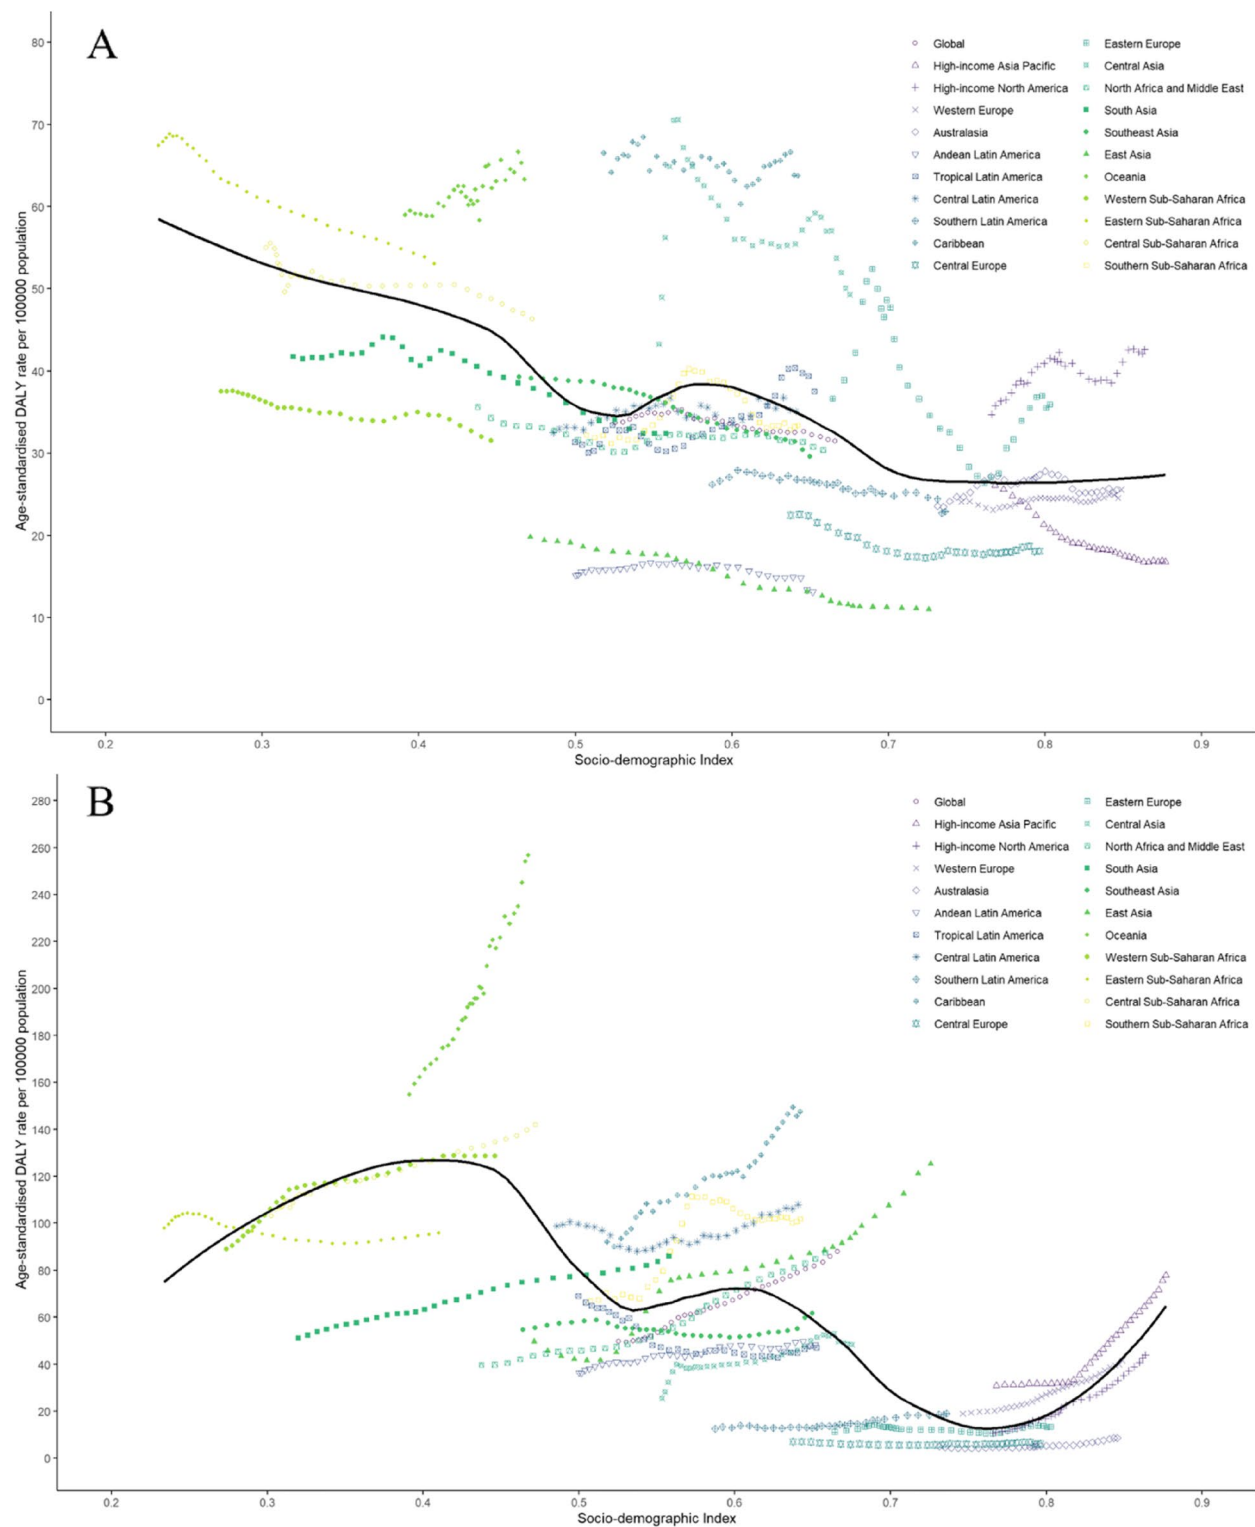 A
80
70
60
50
40
30
20
10
0
Age-standardised DALY rate per 100000 population
0.2 0.3 0.4 0.5 0.6 0.7 0.8 0.9
Socio-demographic Index
Global
High-income Asia Pacific
High-income North America
Western Europe
Australasia
Andean Latin America
Tropical Latin America
Central Latin America
Southern Latin America
Caribbean
Central Europe
Eastern Europe
Central Asia
North Africa and Middle East
South Asia
Southeast Asia
East Asia
Oceania
Western Sub-Saharan Africa
Eastern Sub-Saharan Africa
Central Sub-Saharan Africa
Southern Sub-Saharan Africa
B
280
260
240
220
200
180
160
140
120
100
80
60
40
20
0
Age-standardised DALY rate per 100000 population
0.2 0.3 0.4 0.5 0.6 0.7 0.8 0.9
Socio-demographic Index
Global
High-income Asia Pacific
High-income North America
Western Europe
Australasia
Andean Latin America
Tropical Latin America
Central Latin America
Southern Latin America
Caribbean
Central Europe
Eastern Europe
Central Asia
North Africa and Middle East
South Asia
Southeast Asia
East Asia
Oceania
Western Sub-Saharan Africa
Eastern Sub-Saharan Africa
Central Sub-Saharan Africa
Southern Sub-Saharan Africa